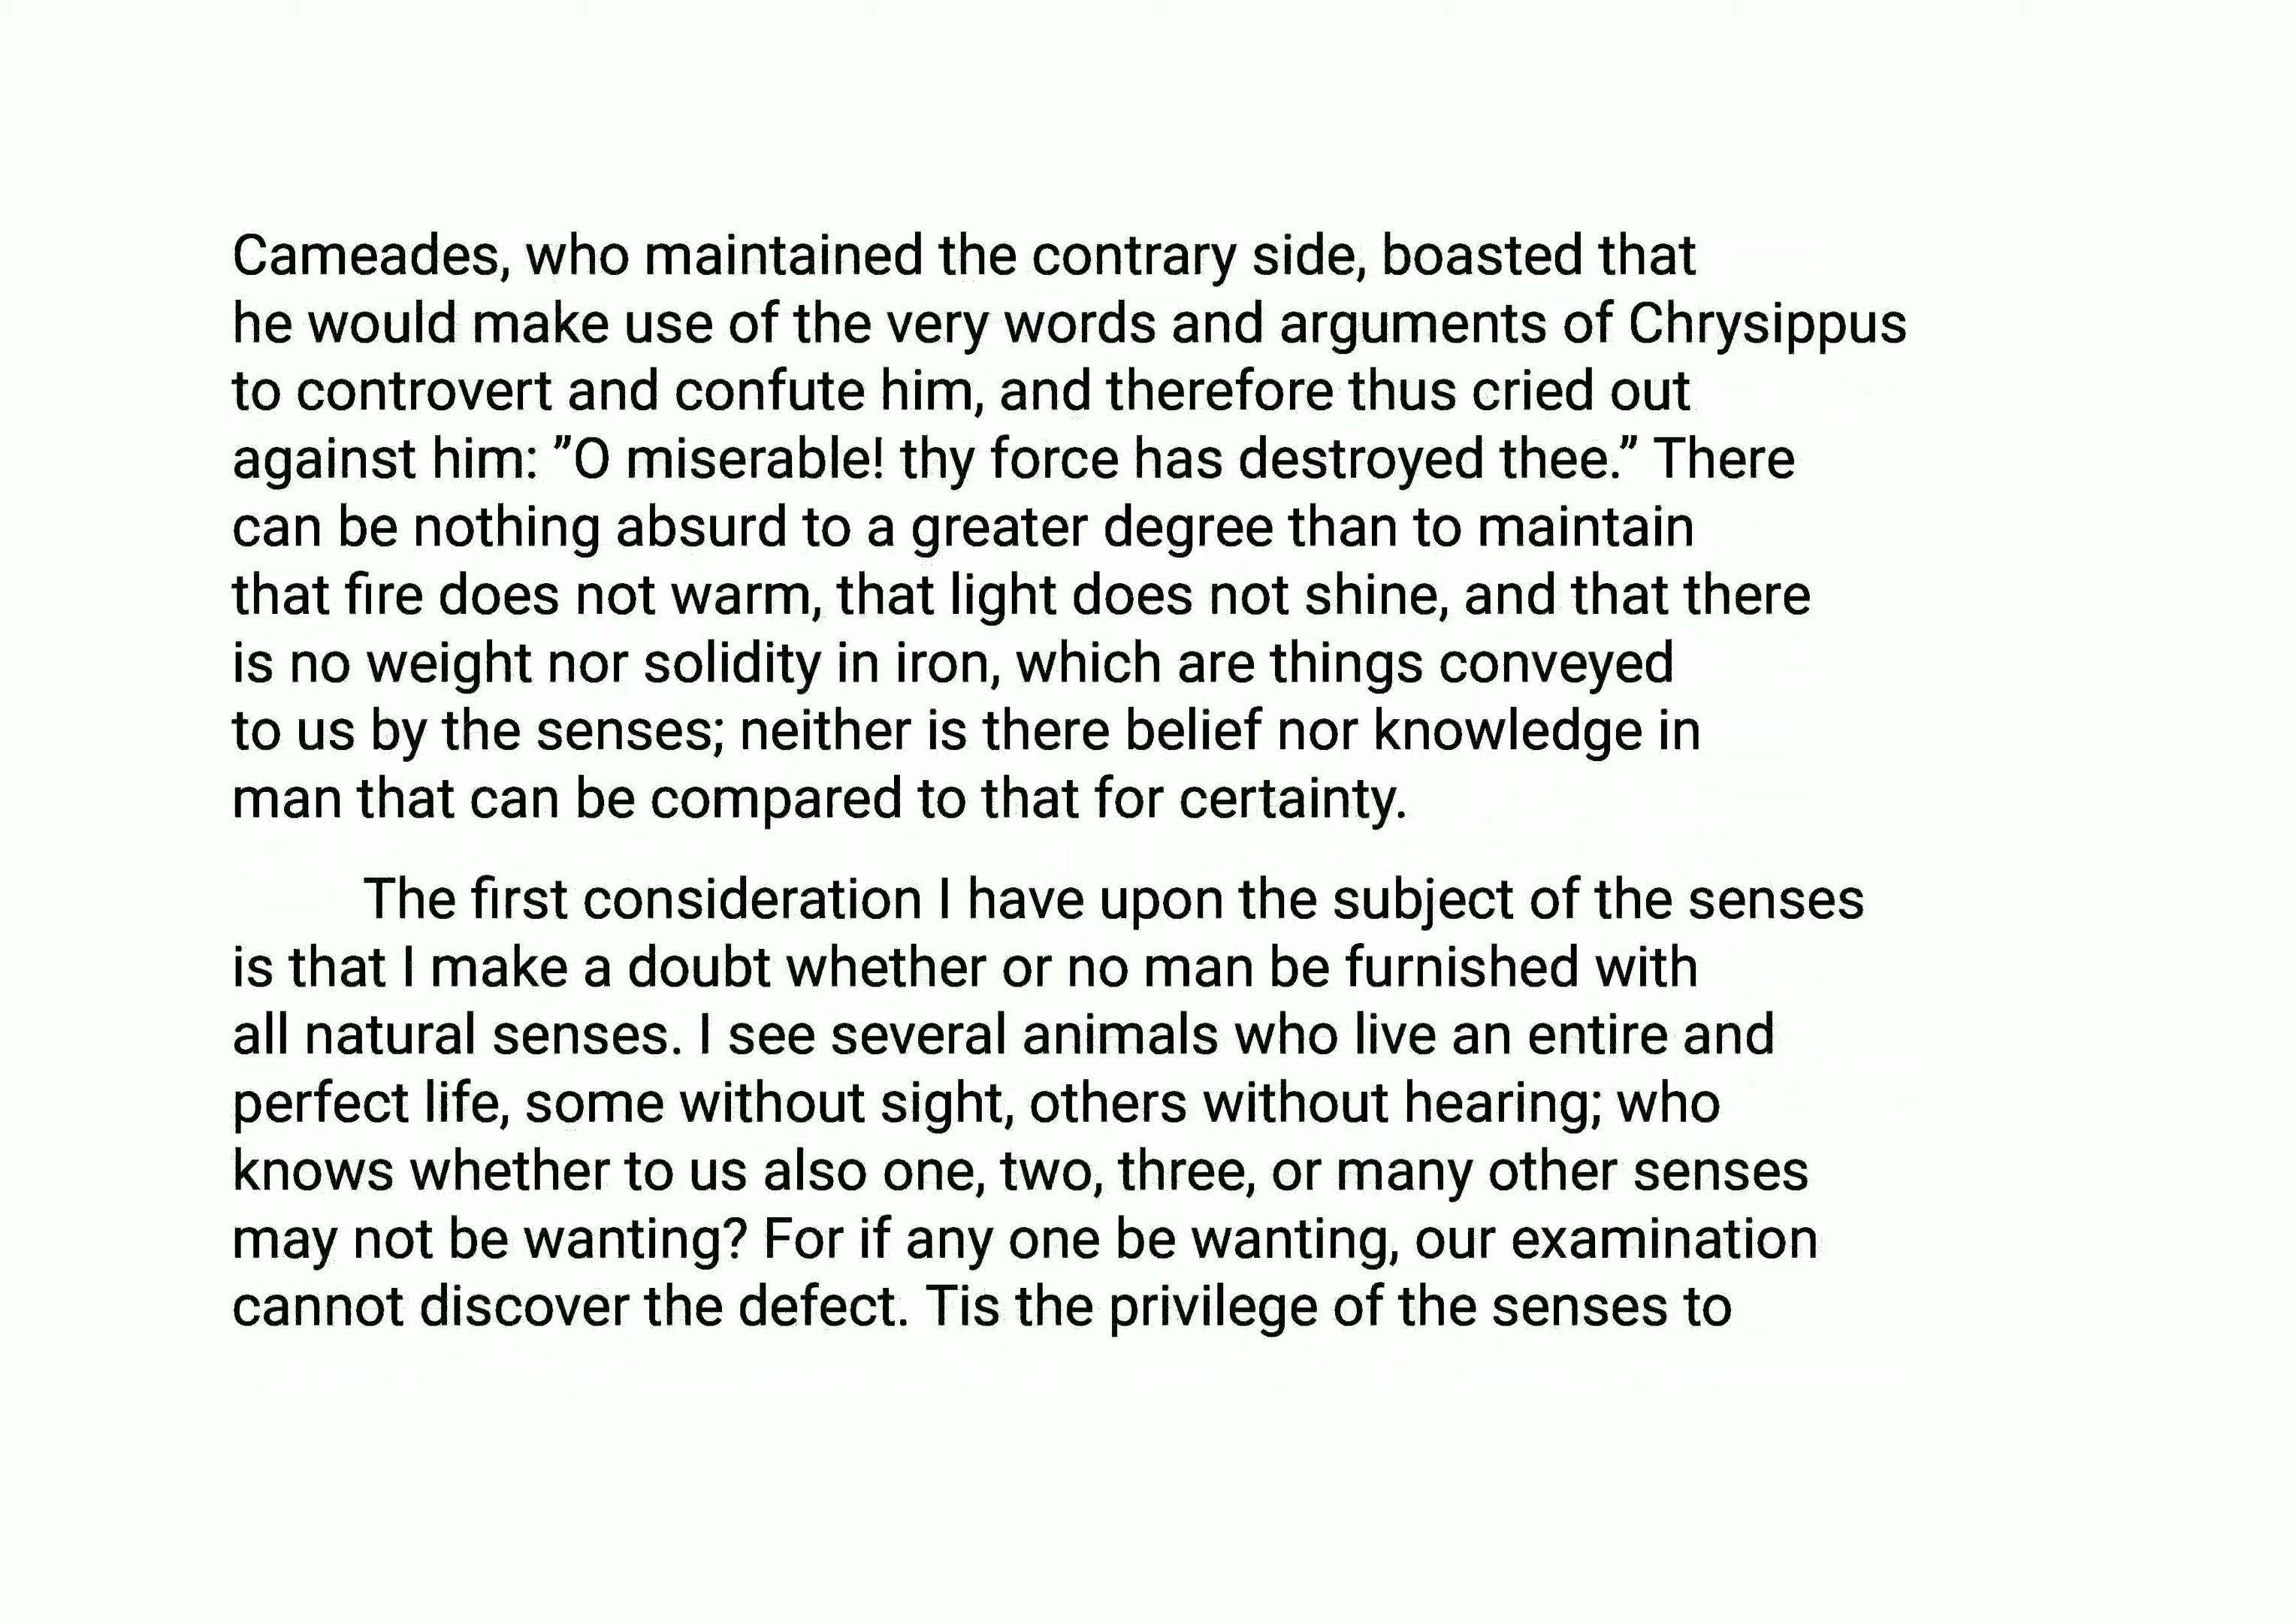 Cameades, who maintained the contrary side, boasted that
he would make use of the very words and arguments of Chrysippus
to controvert and confute him, and therefore thus cried out
against him: ”O miserable! thy force has destroyed thee.” There
can be nothing absurd to a greater degree than to maintain
that fire does not warm, that light does not shine, and that there
is no weight nor solidity in iron, which are things conveyed
to us by the senses; neither is there belief nor knowledge in
man that can be compared to that for certainty.
The first consideration I have upon the subject of the senses
is that I make a doubt whether or no man be furnished with
all natural senses. I see several animals who live an entire and
perfect life, some without sight, others without hearing; who
knows whether to us also one, two, three, or many other senses
may not be wanting? For if any one be wanting, our examination
cannot discover the defect. Tis the privilege of the senses to